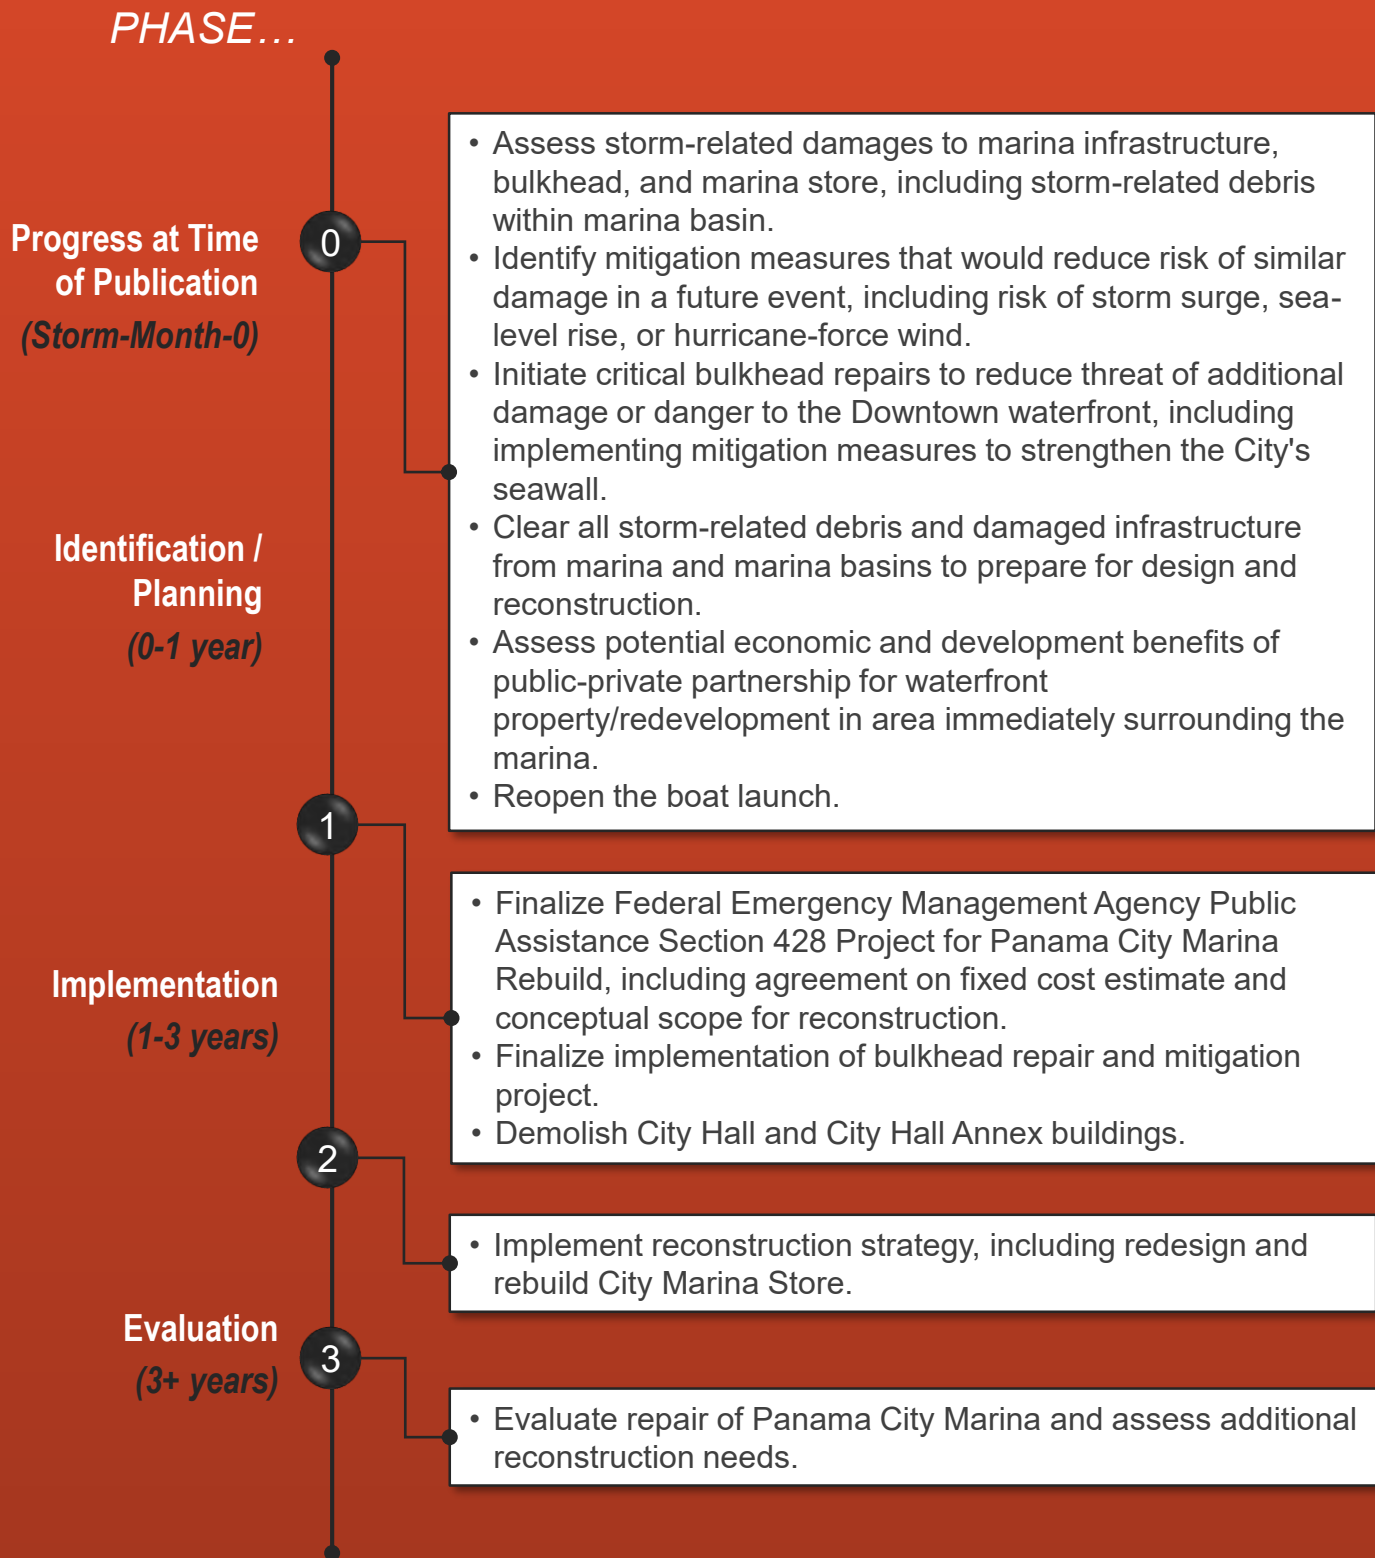 PHASE…
Progress at Time
of Publication
(Storm-Month-0)
0
• Assess storm-related damages to marina infrastructure,
bulkhead, and marina store, including storm-related debris
within marina basin.
• Identify mitigation measures that would reduce risk of similar
damage in a future event, including risk of storm surge, sea-
level rise, or hurricane-force wind.
• Initiate critical bulkhead repairs to reduce threat of additional
damage or danger to the Downtown waterfront, including
implementing mitigation measures to strengthen the City's
seawall.
• Clear all storm-related debris and damaged infrastructure
from marina and marina basins to prepare for design and
reconstruction.
• Assess potential economic and development benefits of
public-private partnership for waterfront
property/redevelopment in area immediately surrounding the
marina.
• Reopen the boat launch.
Identification /
Planning
(0-1 year)
1
• Finalize Federal Emergency Management Agency Public
Assistance Section 428 Project for Panama City Marina
Rebuild, including agreement on fixed cost estimate and
conceptual scope for reconstruction.
• Finalize implementation of bulkhead repair and mitigation
project.
• Demolish City Hall and City Hall Annex buildings.
Implementation
(1-3 years)
2
• Implement reconstruction strategy, including redesign and
rebuild City Marina Store.
Evaluation
(3+ years)
3
• Evaluate repair of Panama City Marina and assess additional
reconstruction needs.